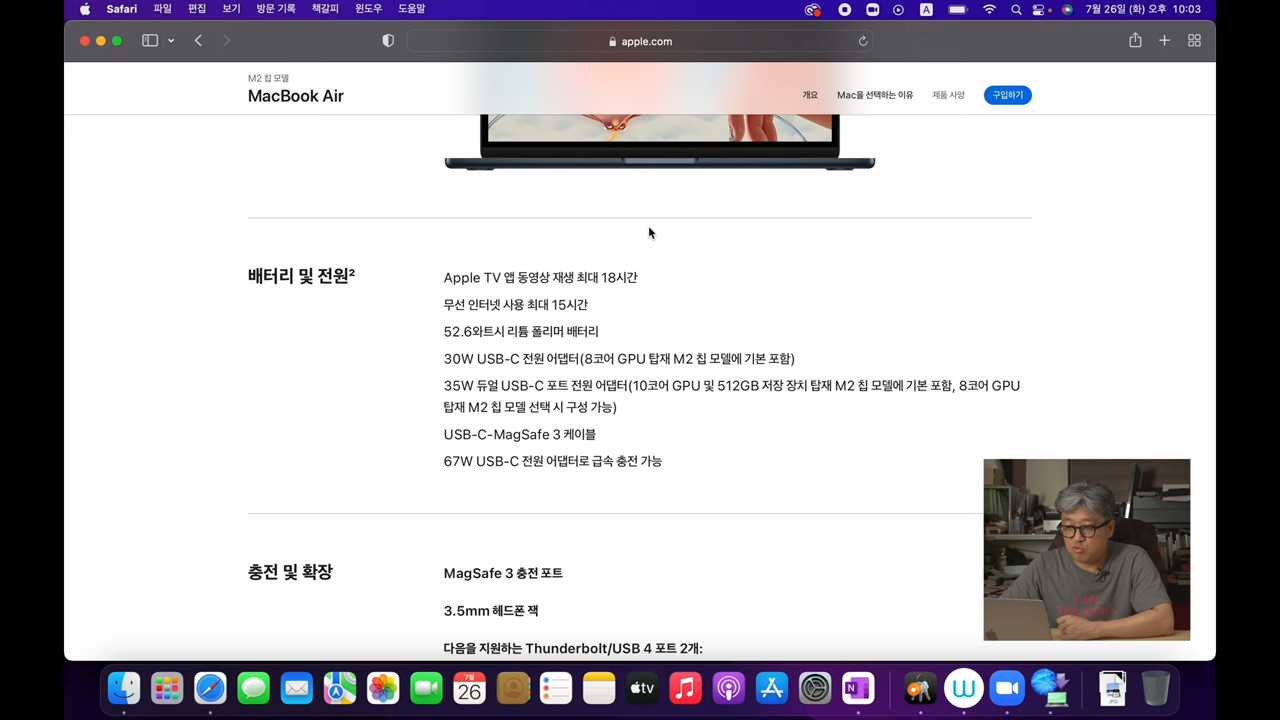 Safari 파일 편집 보기 방문 기록 책갈피 윈도우 도움말
A
7월 26일 (화) 오후 10:03
apple.com
M2 칩 모델
MacBook Air
개요 Mac을 선택하는 이유 제품 사양 구입하기
배터리 및 전원²
Apple TV 앱 동영상 재생 최대 18시간
무선 인터넷 사용 최대 15시간
52.6와트시 리튬 폴리머 배터리
30W USB-C 전원 어댑터(8코어 GPU 탑재 M2 칩 모델에 기본 포함)
35W 듀얼 USB-C 포트 전원 어댑터(10코어 GPU 및 512GB 저장 장치 탑재 M2 칩 모델에 기본 포함, 8코어 GPU
탑재 M2 칩 모델 선택 시 구성 가능)
USB-C-MagSafe 3 케이블
67W USB-C 전원 어댑터로 급속 충전 가능
충전 및 확장
MagSafe 3 충전 포트
3.5mm 헤드폰 잭
다음을 지원하는 Thunderbolt/USB 4 포트 2개:
I AM
7월
26
tv
N
W
JPG